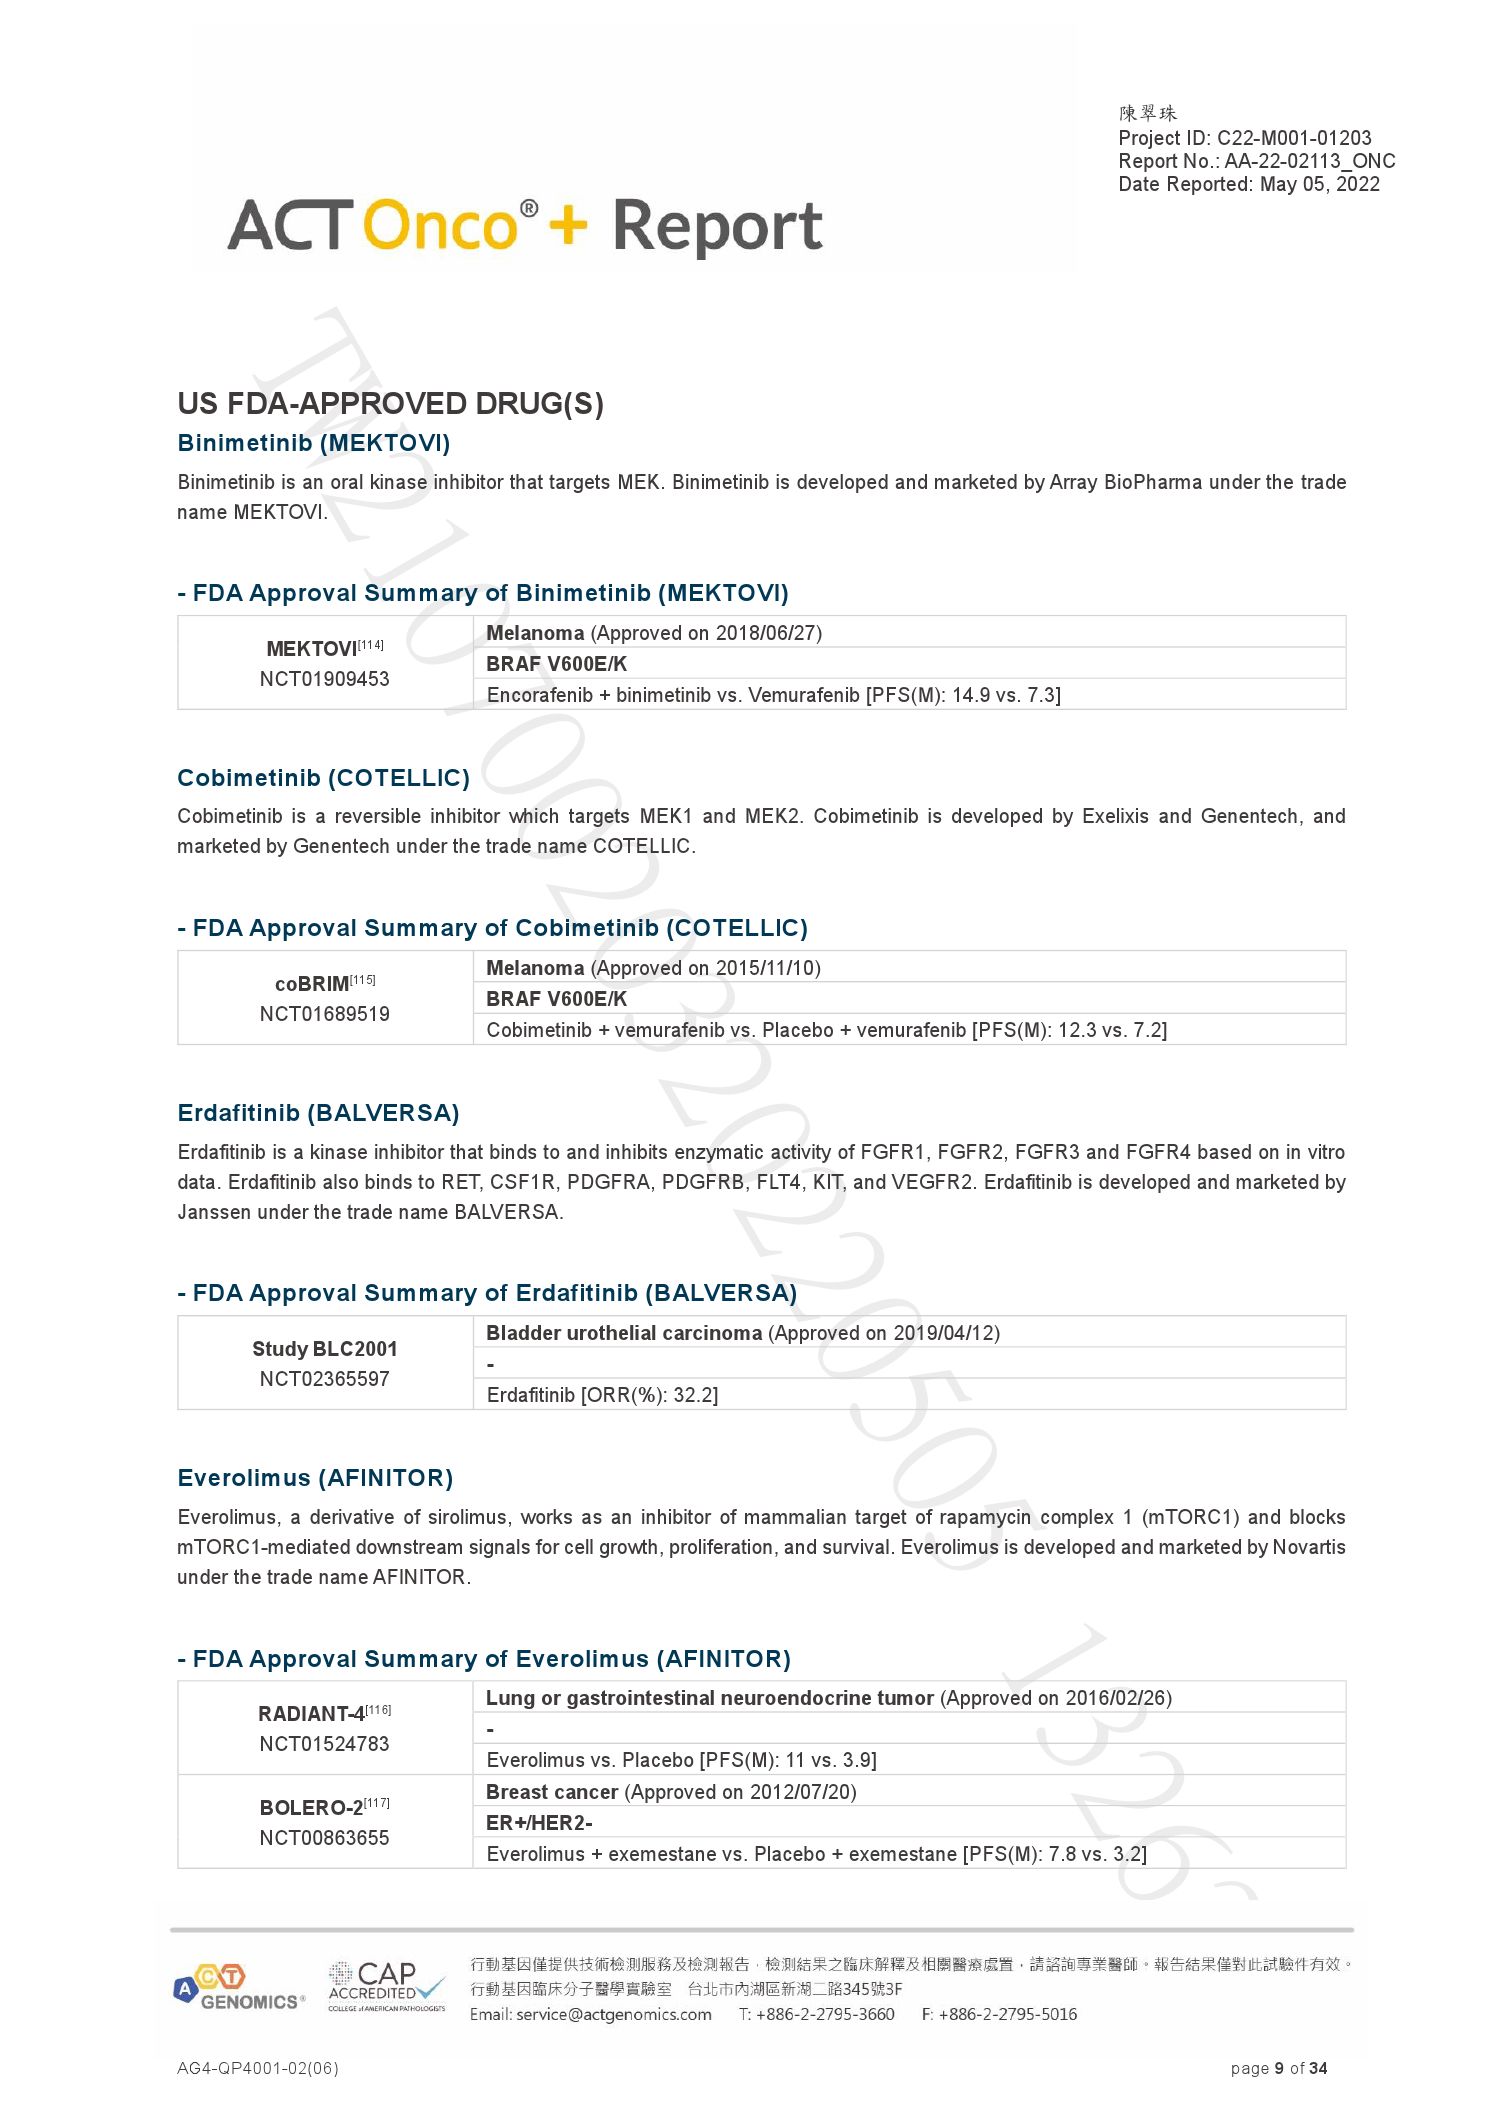 陳翠珠
Project ID: C22-M001-01203
Report No.: AA-22-02113_ONC
Date Reported: May 05, 2022
ACT Onco®+ Report
US FDA-APPROVED DRUG(S)
Binimetinib (MEKTOVI)
Binimetinib is an oral kinase inhibitor that targets MEK. Binimetinib is developed and marketed by Array BioPharma under the trade
name MEKTOVI.
- FDA Approval Summary of Binimetinib (MEKTOVI)
MEKTOVI[114]
NCT01909453
Melanoma (Approved on 2018/06/27)
BRAF V600E/K
Encorafenib + binimetinib vs. Vemurafenib [PFS(M): 14.9 vs. 7.3]
Cobimetinib (COTELLIC)
Cobimetinib is a reversible inhibitor which targets MEK1 and MEK2. Cobimetinib is developed by Exelixis and Genentech, and
marketed by Genentech under the trade name COTELLIC.
- FDA Approval Summary of Cobimetinib (COTELLIC)
coBRIM[115]
NCT01689519
Melanoma (Approved on 2015/11/10)
BRAF V600E/K
Cobimetinib + vemurafenib vs. Placebo + vemurafenib [PFS(M): 12.3 vs. 7.2]
Erdafitinib (BALVERSA)
Erdafitinib is a kinase inhibitor that binds to and inhibits enzymatic activity of FGFR1, FGFR2, FGFR3 and FGFR4 based on in vitro
data. Erdafitinib also binds to RET, CSF1R, PDGFRA, PDGFRB, FLT4, KIT, and VEGFR2. Erdafitinib is developed and marketed by
Janssen under the trade name BALVERSA.
- FDA Approval Summary of Erdafitinib (BALVERSA)
Study BLC2001
NCT02365597
Bladder urothelial carcinoma (Approved on 2019/04/12)
-
Erdafitinib [ORR(%): 32.2]
Everolimus (AFINITOR)
Everolimus, a derivative of sirolimus, works as an inhibitor of mammalian target of rapamycin complex 1 (mTORC1) and blocks
mTORC1-mediated downstream signals for cell growth, proliferation, and survival. Everolimus is developed and marketed by Novartis
under the trade name AFINITOR.
- FDA Approval Summary of Everolimus (AFINITOR)
RADIANT-4[116]
NCT01524783
Lung or gastrointestinal neuroendocrine tumor (Approved on 2016/02/26)
-
Everolimus vs. Placebo [PFS(M): 11 vs. 3.9]
BOLERO-2[117]
NCT00863655
Breast cancer (Approved on 2012/07/20)
ER+/HER2-
Everolimus + exemestane vs. Placebo + exemestane [PFS(M): 7.8 vs. 3.2]
ACT GENOMICS®
CAP ACCREDITED
COLLEGE of AMERICAN PATHOLOGISTS
行動基因僅提供技術檢測服務及檢測報告，檢測結果之臨床解釋及相關醫療處置，請諮詢專業醫師。報告結果僅對此試驗件有效。
行動基因臨床分子醫學實驗室 台北市內湖區新湖二路345號3F
Email: service@actgenomics.com T: +886-2-2795-3660 F: +886-2-2795-5016
AG4-QP4001-02(06)
page 9 of 34